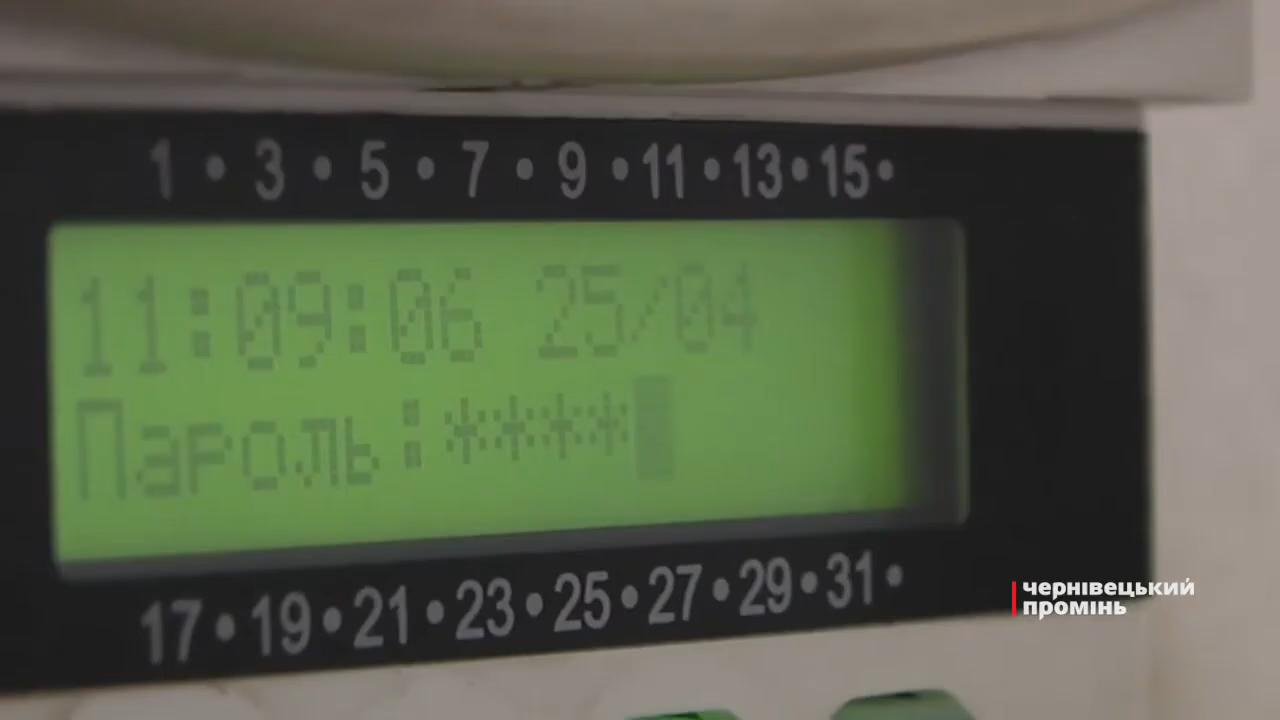 1 • 3 • 5 • 7 • 9 • 11 • 13 • 15 •
11:09:06 25/04
Пароль:****
17 • 19 • 21 • 23 • 25 • 27 • 29 • 31 •
чернівецький
промінь